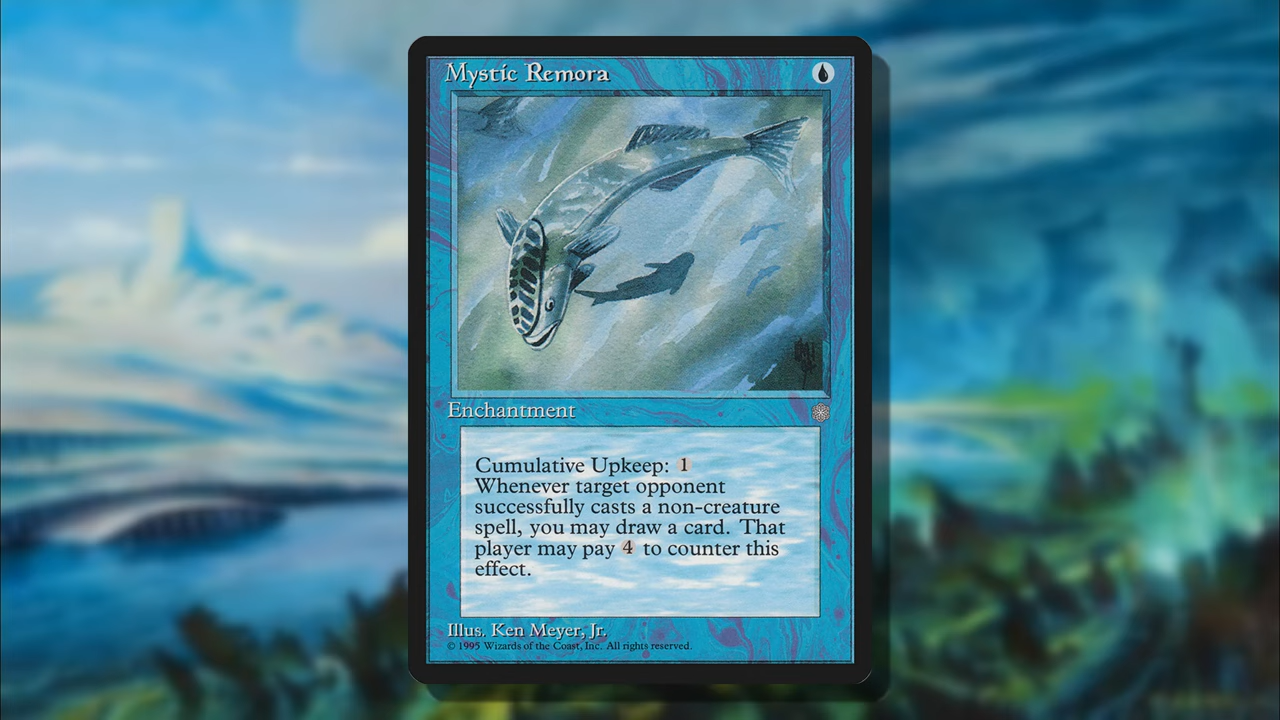 Mystic Remora
Enchantment
Cumulative Upkeep: 1
Whenever target opponent
successfully casts a non-creature
spell, you may draw a card. That
player may pay 4 to counter this
effect.
Illus. Ken Meyer, Jr.
© 1995 Wizards of the Coast, Inc. All rights reserved.